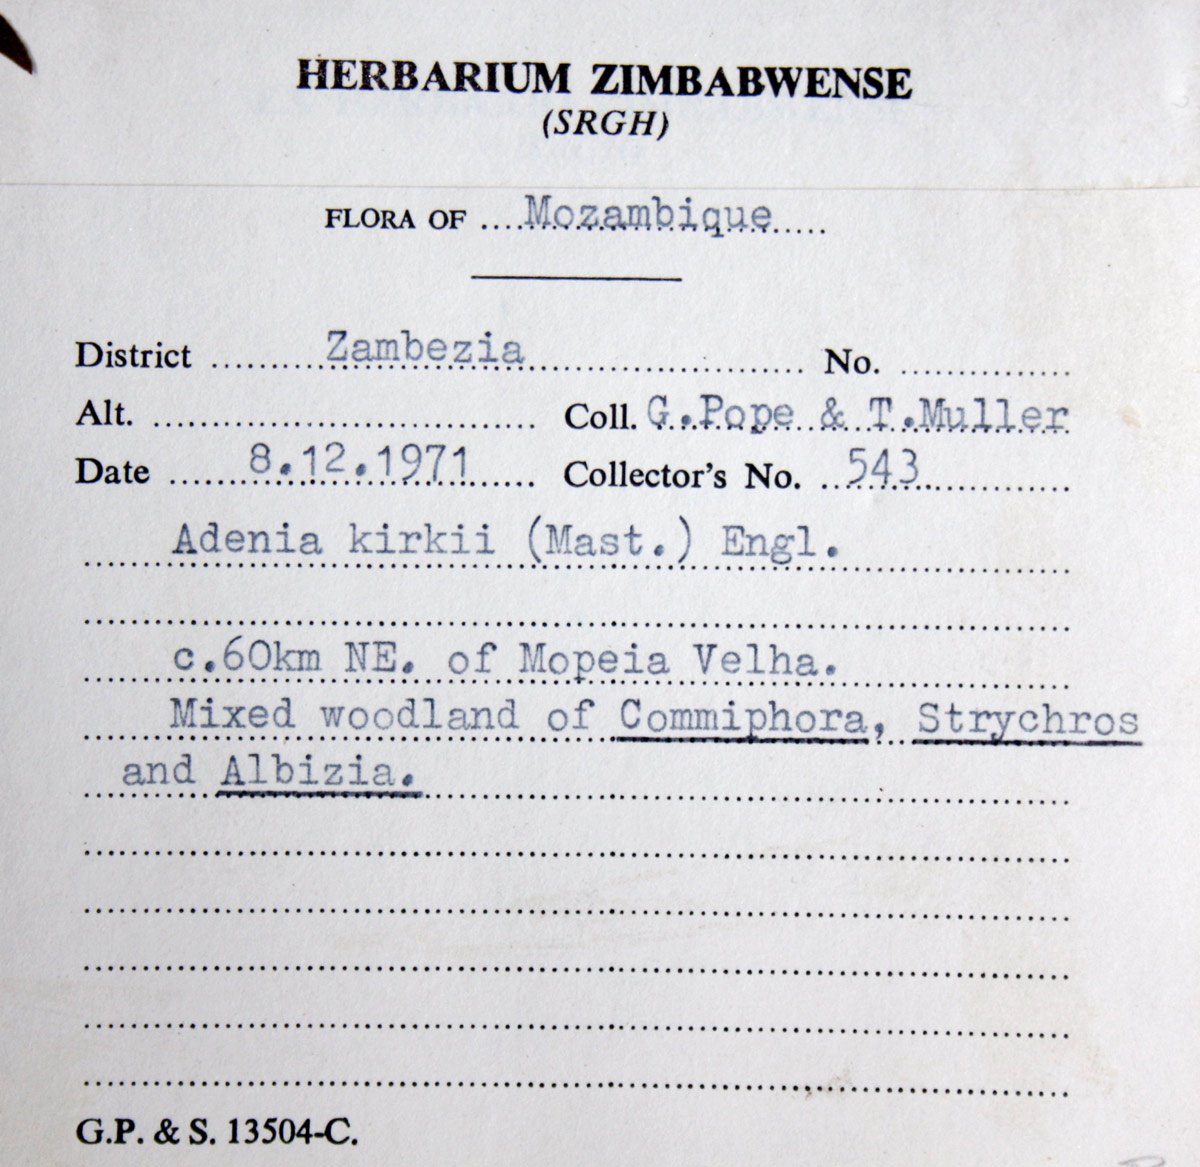 HERBARIUM ZIMBABWENSE
(SRGH)
FLORA OF ....Mozambique.....
District ........Zambezia........................ No. ................
Alt. ................................. Coll. G.Pope & T.Muller
Date .......8.12.1971....... Collector's No. ..543...............
Adenia kirkii (Mast.) Engl.
c.60km NE. of Mopeia Velha.
Mixed woodland of Commiphora, Strychros
and Albizia.
G.P. & S. 13504-C.